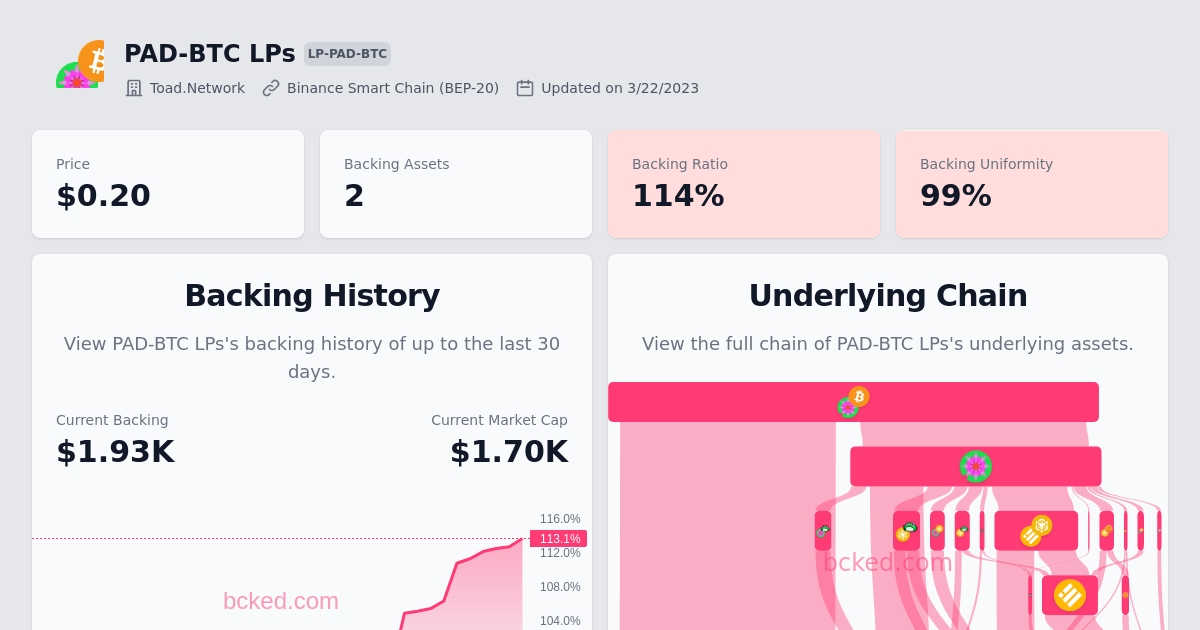 PAD-BTC LPs LP-PAD-BTC
Toad.Network Binance Smart Chain (BEP-20) Updated on 3/22/2023
Price
$0.20
Backing Assets
2
Backing Ratio
114%
Backing Uniformity
99%
Backing History
View PAD-BTC LPs's backing history of up to the last 30
days.
Current Backing
$1.93K
Current Market Cap
$1.70K
116.0%
113.1%
112.0%
108.0%
104.0%
bcked.com
Underlying Chain
View the full chain of PAD-BTC LPs's underlying assets.
bcked.com